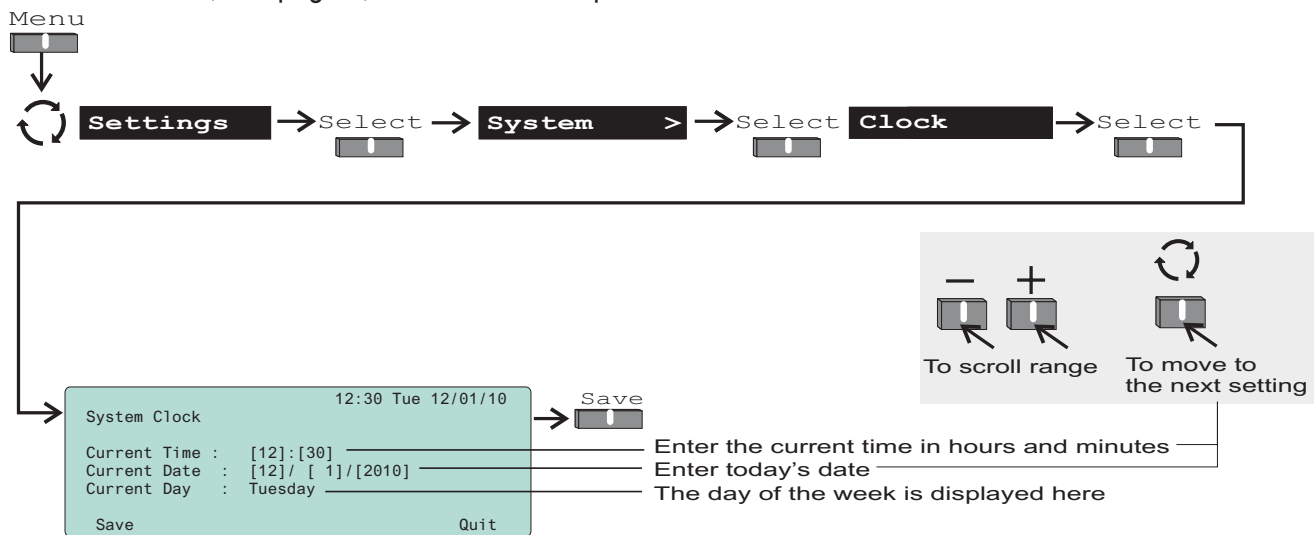 Menu
Settings Select System > Select Clock Select
— +
To scroll range
To move to
the next setting
12:30 Tue 12/01/10
System Clock
Current Time : [12]:[30]
Current Date : [12]/ [ 1]/[2010]
Current Day : Tuesday
Save Quit
Save
Enter the current time in hours and minutes
Enter today's date
The day of the week is displayed here